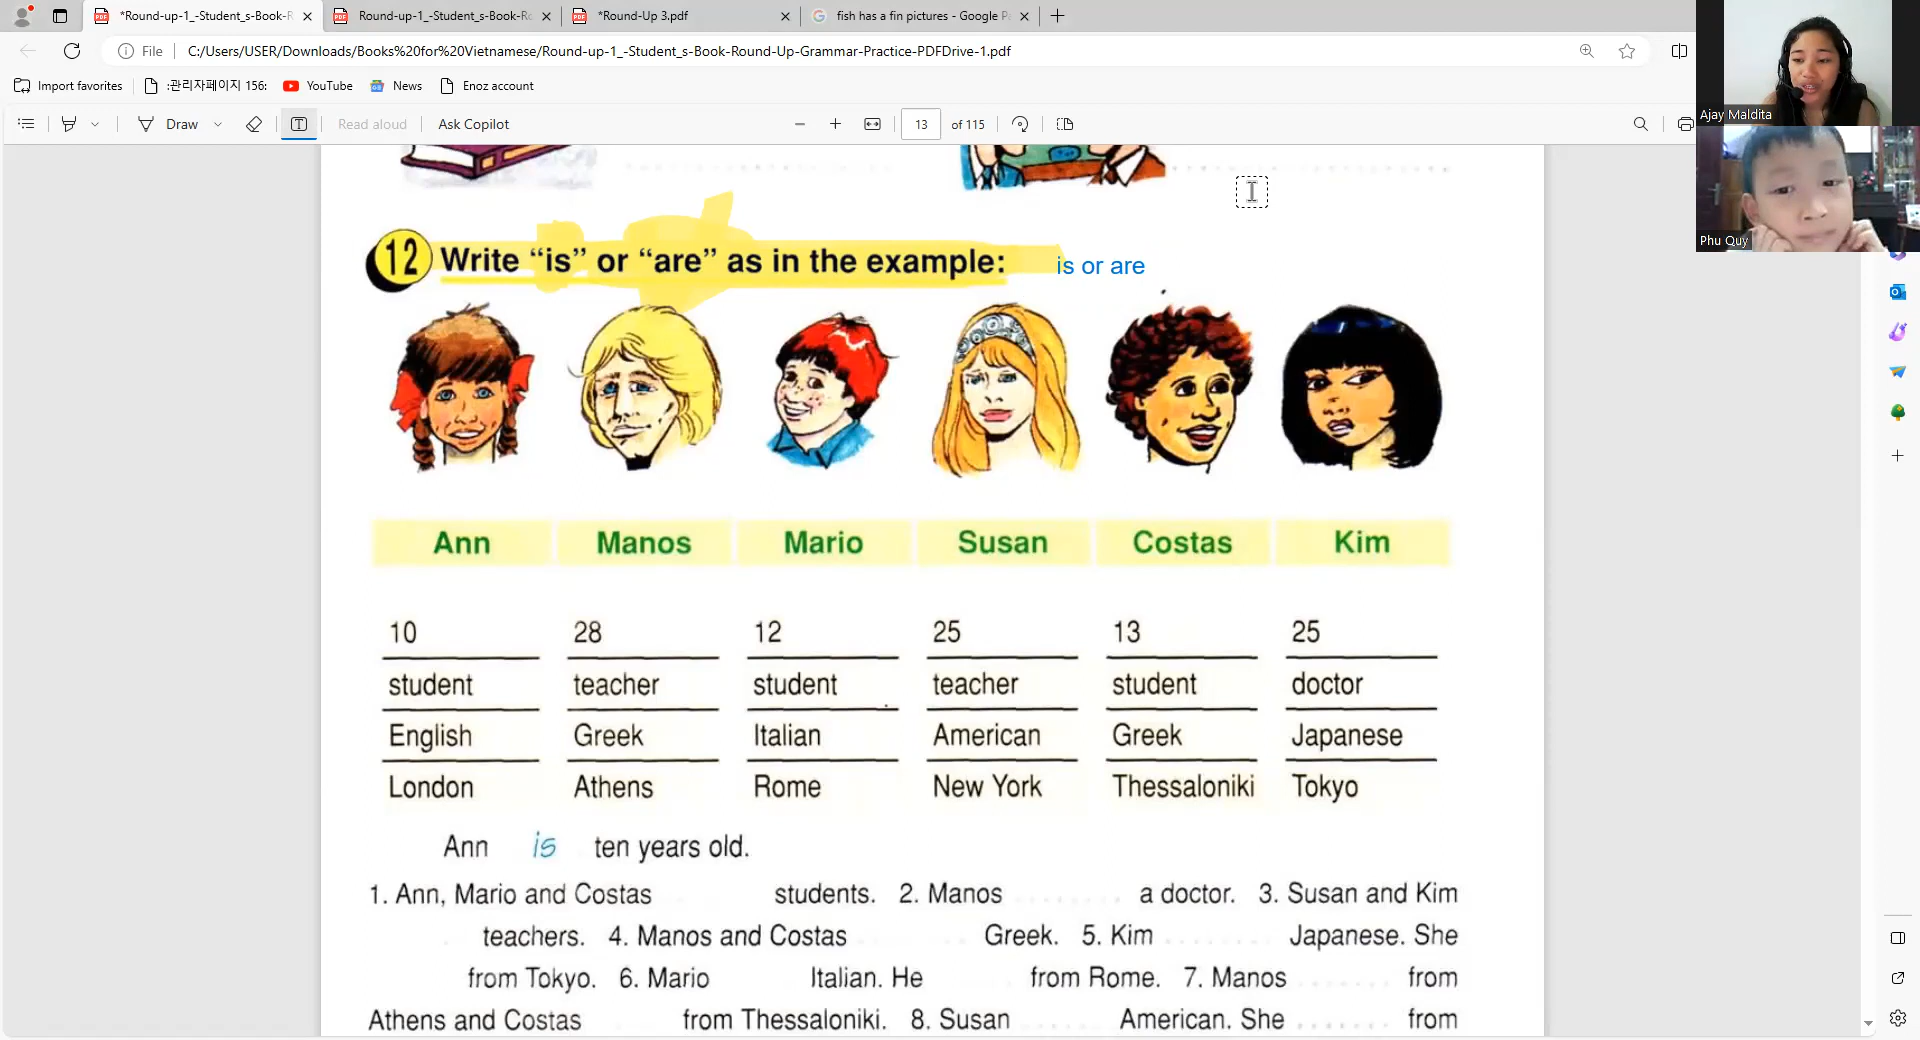 *Round-up-1_-Student_s-Book-R
Round-up-1_-Student_s-Book-Ro
*Round-Up 3.pdf
fish has a fin pictures - Google
File C:/Users/USER/Downloads/Books%20for%20Vietnamese/Round-up-1_-Student_s-Book-Round-Up-Grammar-Practice-PDFDrive-1.pdf
Import favorites :관리자페이지 156: YouTube News Enoz account
Draw Read aloud Ask Copilot 13 of 115
Ajay Maldita
Phu Quy
12 Write “is” or “are” as in the example: is or are
Ann Manos Mario Susan Costas Kim
10 28 12 25 13 25
student teacher student teacher student doctor
English Greek Italian American Greek Japanese
London Athens Rome New York Thessaloniki Tokyo
Ann is ten years old.
1. Ann, Mario and Costas students. 2. Manos ........ a doctor. 3. Susan and Kim
teachers. 4. Manos and Costas Greek. 5. Kim ........ Japanese. She
from Tokyo. 6. Mario Italian. He from Rome. 7. Manos ....... from
Athens and Costas from Thessaloniki. 8. Susan ...... American. She ....... from